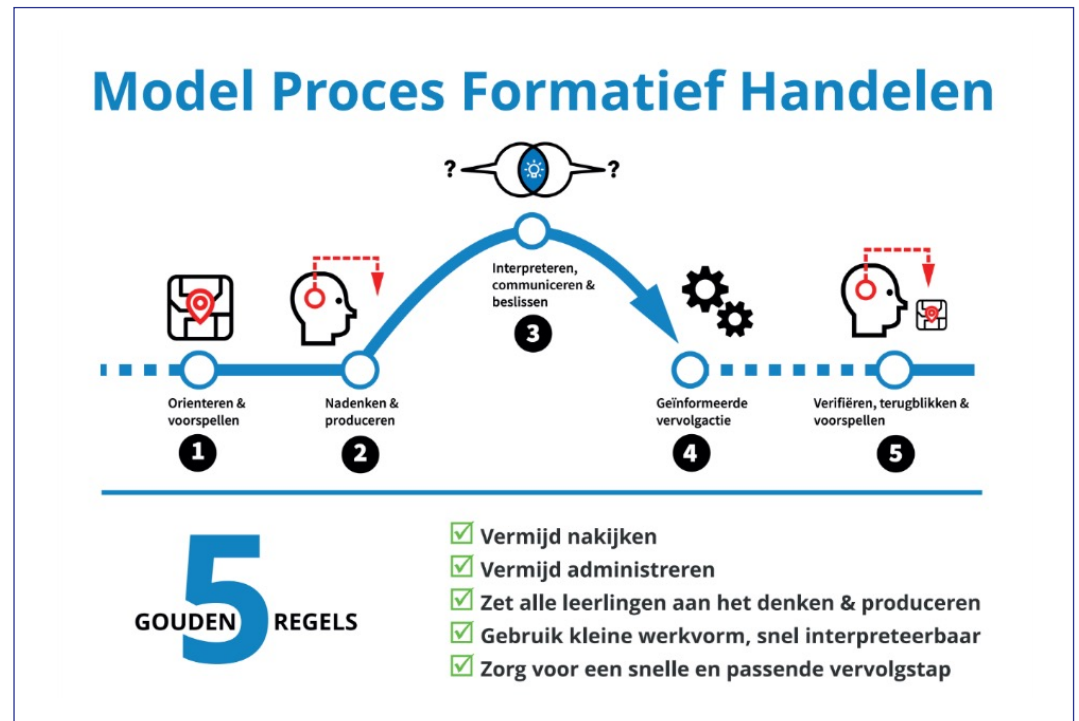 Model Proces Formatief Handelen
? ?
Interpreteren,
communiceren &
beslissen
3
Orienteren &
voorspellen
1
Nadenken &
produceren
2
Geïnformeerde
vervolgactie
4
Verifiëren, terugblikken &
voorspellen
5
5
GOUDEN REGELS
Vermijd nakijken
Vermijd administreren
Zet alle leerlingen aan het denken & produceren
Gebruik kleine werkvorm, snel interpreteerbaar
Zorg voor een snelle en passende vervolgstap